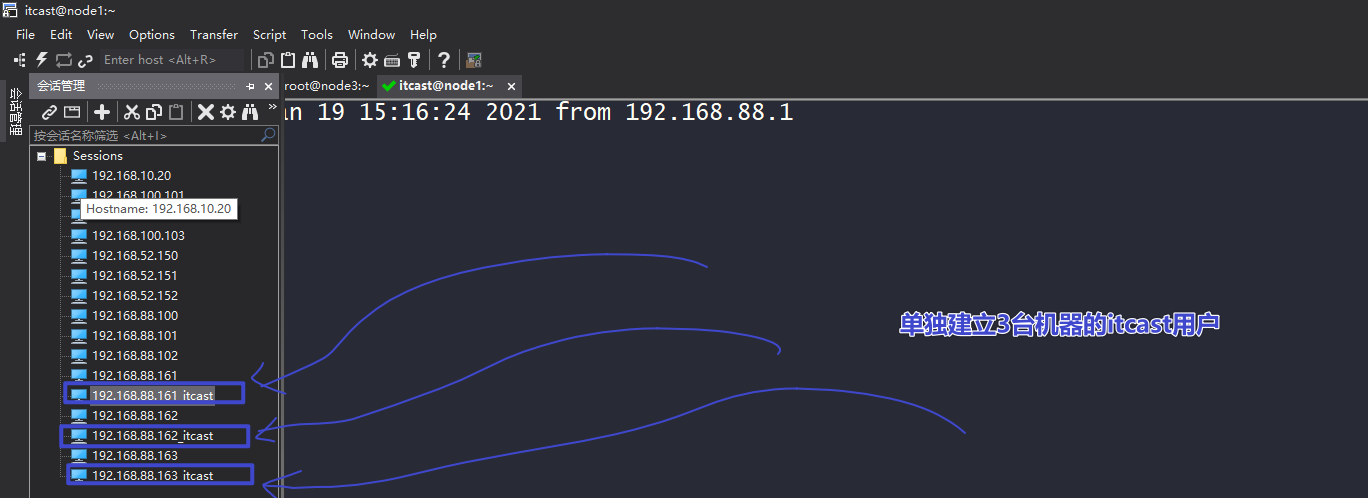 itcast@node1:~
File Edit View Options Transfer Script Tools Window Help
Enter host <Alt+R>
会话管理
会话管理
root@node3:~
itcast@node1:~
in 19 15:16:24 2021 from 192.168.88.1
按会话名称筛选 <Alt+I>
Sessions
192.168.10.20
192.168.100.101
Hostname: 192.168.10.20
192.168.100.103
192.168.52.150
192.168.52.151
192.168.52.152
192.168.88.100
单独建立3台机器的itcast用户
192.168.88.101
192.168.88.102
192.168.88.161
192.168.88.161_itcast
192.168.88.162
192.168.88.162_itcast
192.168.88.163
192.168.88.163_itcast